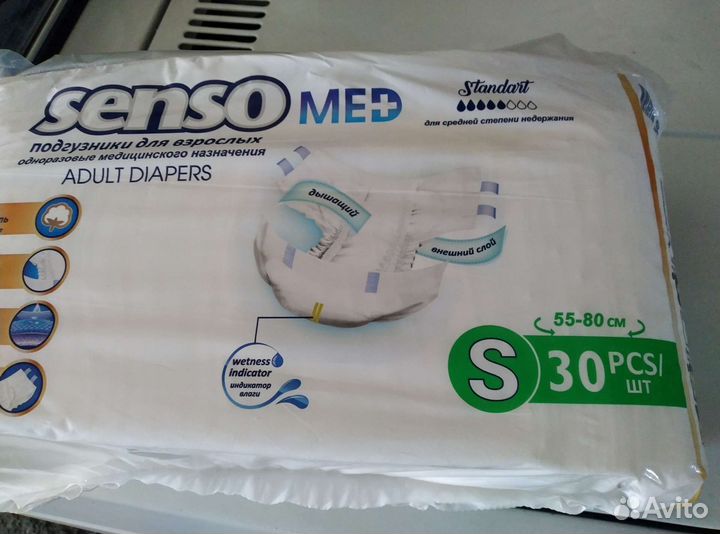 senso MED
Standart
для средней степени недержания
подгузники для взрослых
одноразовые медицинского назначения
ADULT DIAPERS
дышащий
внешний слой
wetness
indicator
индикатор
влаги
55-80 см
S 30 PCS/
ШТ
Avito